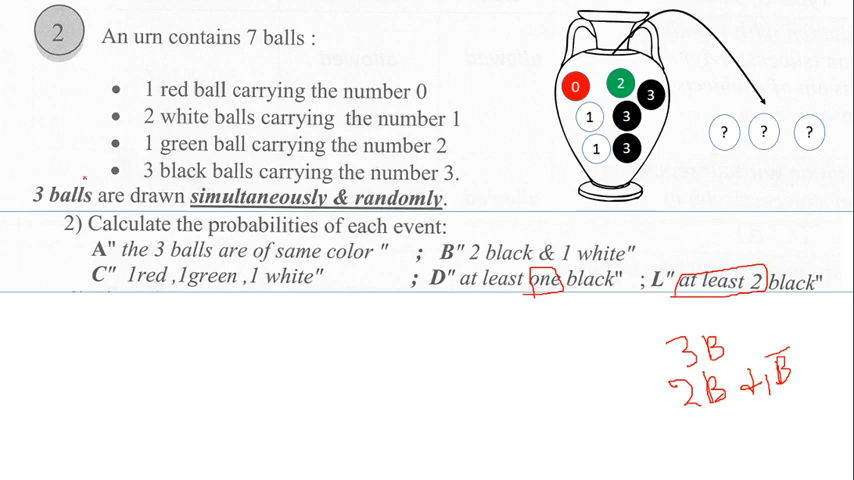 2
An urn contains 7 balls :
• 1 red ball carrying the number 0
• 2 white balls carrying the number 1
• 1 green ball carrying the number 2
• 3 black balls carrying the number 3.
3 balls are drawn simultaneously & randomly.
0 2 3
1 3
1 3
? ? ?
2) Calculate the probabilities of each event:
A" the 3 balls are of same color " ; B" 2 black & 1 white"
C" 1red ,1green ,1 white" ; D" at least one black" ; L" at least 2 black"
3B
2B +1B̅